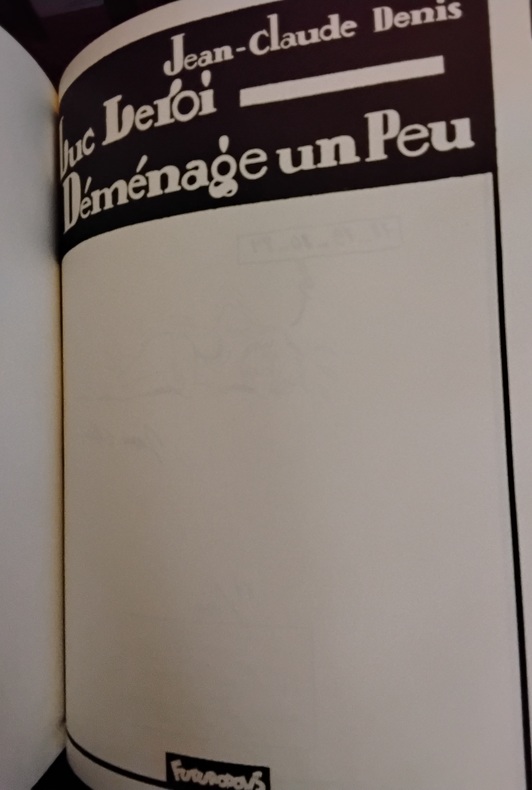 Jean-Claude Denis
Luc Leroi
Déménage un Peu
FUTUROPOLIS